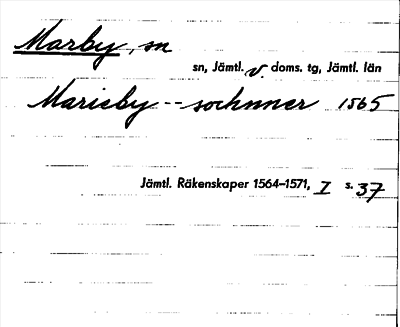 Marby, sn
sn, Jämtl. v. doms. tg, Jämtl. län
Marieby -- sochnner 1565
Jämtl. Räkenskaper 1564–1571, I s. 37